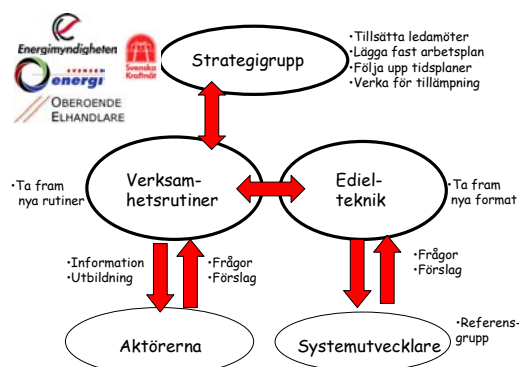 Energimyndigheten
SVENSK
energi
Svenska
Kraftnät
OBEROENDE
ELHANDLARE
Strategigrupp
•Tillsätta ledamöter
•Lägga fast arbetsplan
•Följa upp tidsplaner
•Verka för tillämpning
•Ta fram
nya rutiner
Verksam-
hetsrutiner
Ediel-
teknik
•Ta fram
nya format
•Information
•Utbildning
•Frågor
•Förslag
•Frågor
•Förslag
Aktörerna
Systemutvecklare
•Referens-
grupp